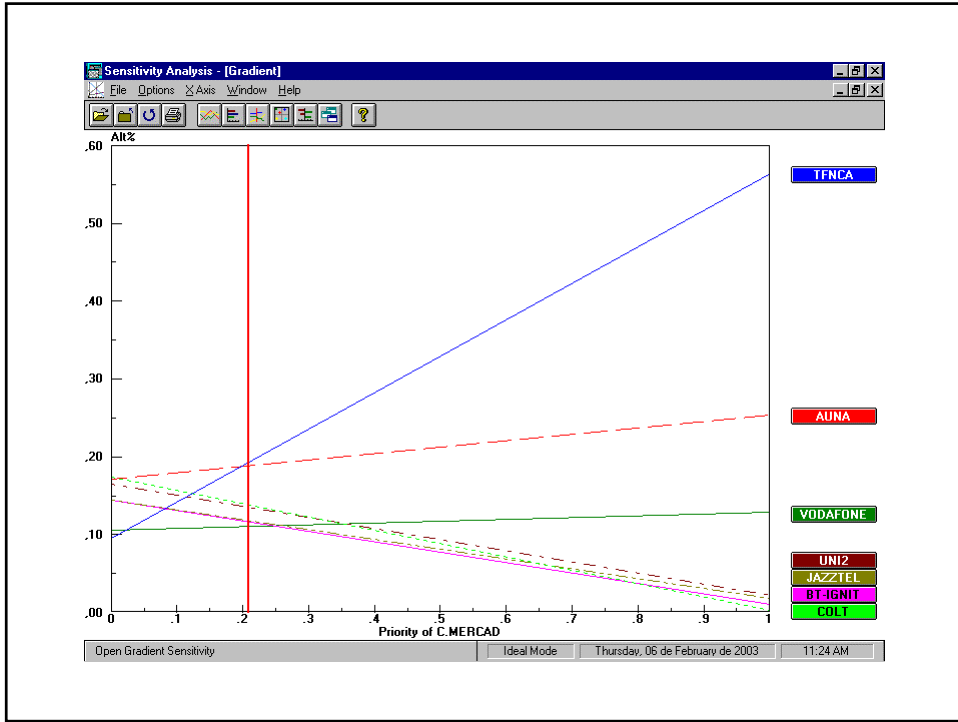 Sensitivity Analysis - [Gradient]
File Options X Axis Window Help
Alt%
,60
,50
,40
,30
,20
,10
,00
0 .1 .2 .3 .4 .5 .6 .7 .8 .9 1
Priority of C.MERCAD
TFNCA
AUNA
VODAFONE
UNI2
JAZZTEL
BT-IGNIT
COLT
Open Gradient Sensitivity
Ideal Mode
Thursday, 06 de February de 2003
11:24 AM